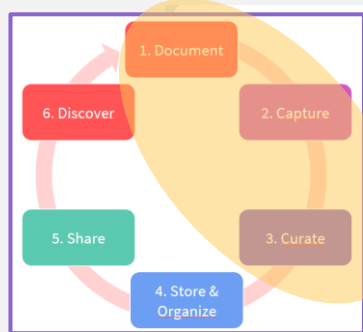 1. Document
2. Capture
3. Curate
4. Store &
Organize
5. Share
6. Discover